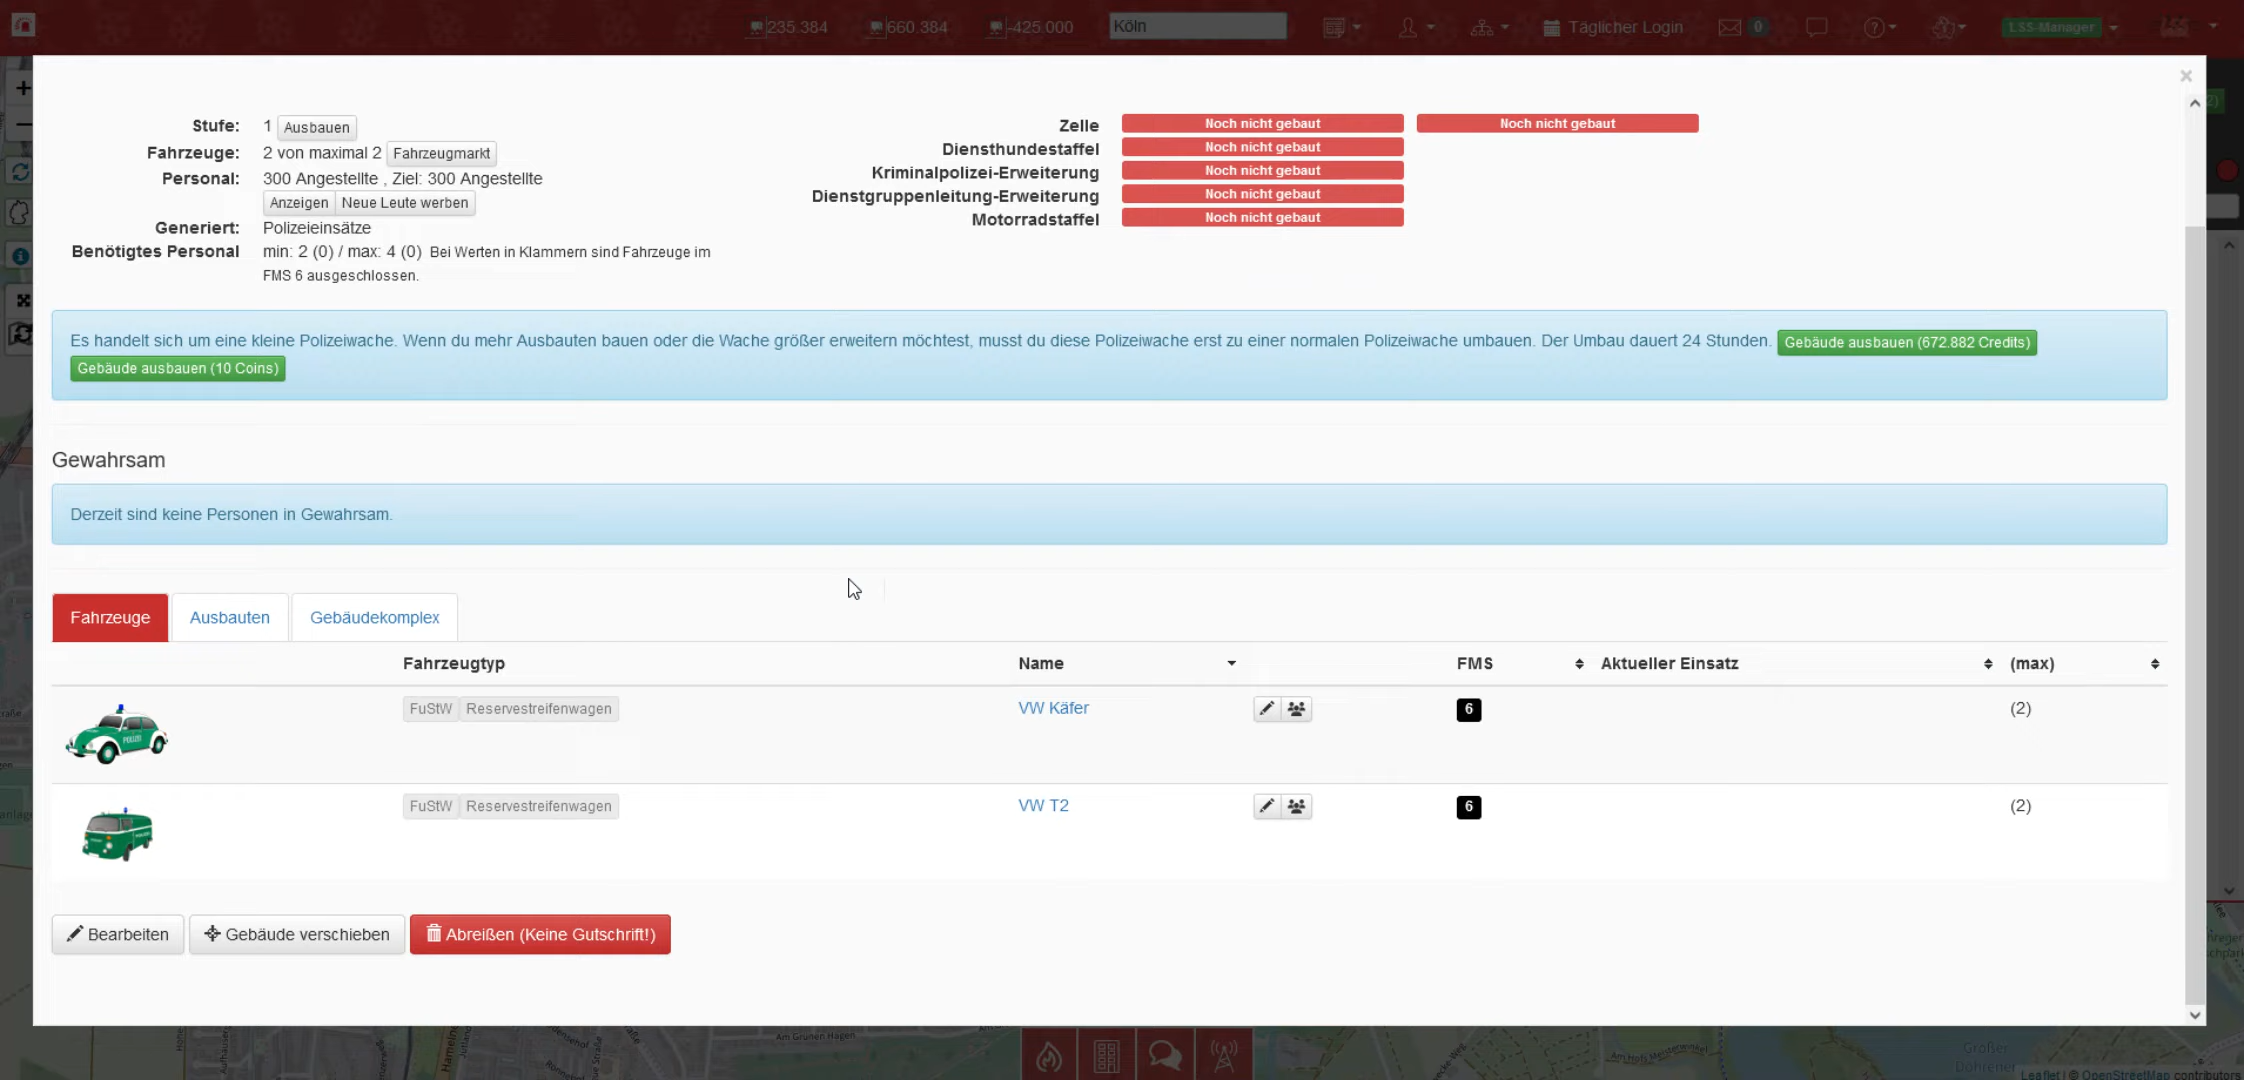 235.384 660.384 -425.000 Köln Täglicher Login 0 LSS-Manager
Stufe: 1 Ausbauen
Fahrzeuge: 2 von maximal 2 Fahrzeugmarkt
Personal: 300 Angestellte , Ziel: 300 Angestellte
Anzeigen Neue Leute werben
Generiert: Polizeieinsätze
Benötigtes Personal min: 2 (0) / max: 4 (0) Bei Werten in Klammern sind Fahrzeuge im
FMS 6 ausgeschlossen.
Zelle Noch nicht gebaut Noch nicht gebaut
Diensthundestaffel Noch nicht gebaut
Kriminalpolizei-Erweiterung Noch nicht gebaut
Dienstgruppenleitung-Erweiterung Noch nicht gebaut
Motorradstaffel Noch nicht gebaut
Es handelt sich um eine kleine Polizeiwache. Wenn du mehr Ausbauten bauen oder die Wache größer erweitern möchtest, musst du diese Polizeiwache erst zu einer normalen Polizeiwache umbauen. Der Umbau dauert 24 Stunden. Gebäude ausbauen (672.882 Credits)
Gebäude ausbauen (10 Coins)
Gewahrsam
Derzeit sind keine Personen in Gewahrsam.
Fahrzeuge Ausbauten Gebäudekomplex
Fahrzeugtyp Name FMS Aktueller Einsatz (max)
POLIZEI FuStW Reservestreifenwagen VW Käfer 6 (2)
FuStW Reservestreifenwagen VW T2 6 (2)
Bearbeiten Gebäude verschieben Abreißen (Keine Gutschrift!)
Am Grünen Hagen
Großer
Döhrener
Leaflet | © OpenStreetMap contributors